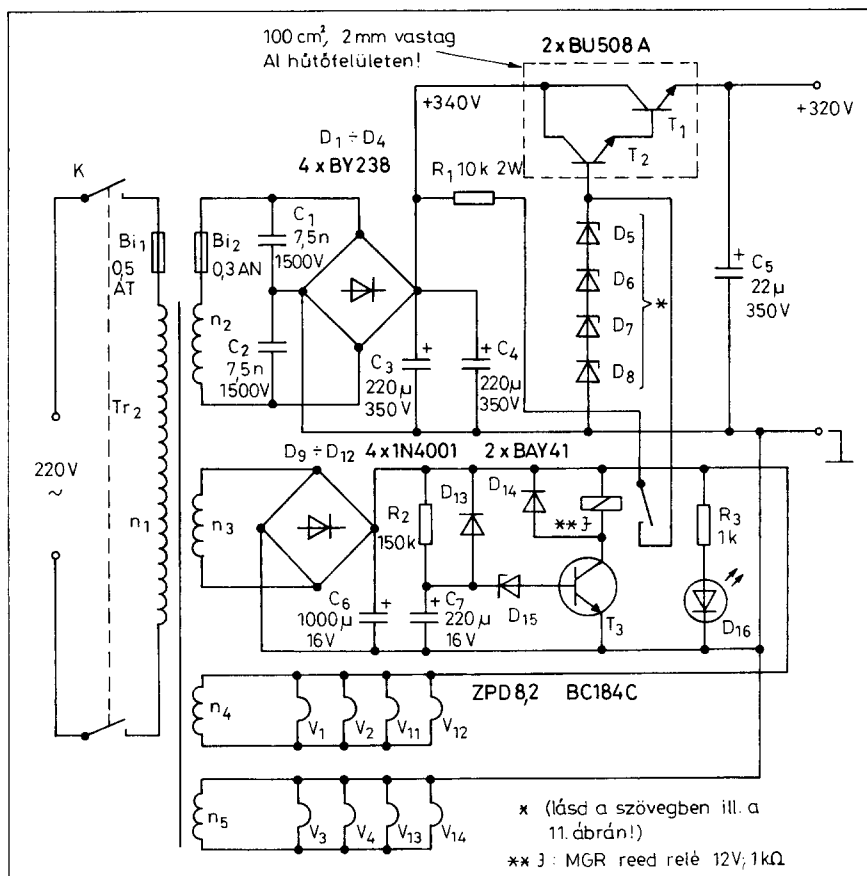 100 cm², 2 mm vastag
Al hűtőfelületen!
2 x BU508 A
+340V
+320V
T₁
T₂
D₁ ÷ D₄
4 x BY238
K
R₁ 10k 2W
C₁
7,5n
1500V
Bi₁
0,5
ÁT
Bi₂
0,3 AN
D₅
D₆
D₇
D₈
*
+
C₅
22µ
350V
n₂
C₂
7,5n
1500V
+
C₃
220µ
350V
+
C₄
220µ
350V
Tr₂
220V
~
n₁
D₉ ÷ D₁₂ 4 x 1N4001
2 x BAY41
n₃
R₂
150k
D₁₃
D₁₄
**J
R₃
1k
C₆
1000µ
16V
+
C₇
220µ
16V
+
D₁₅
T₃
D₁₆
ZPD 8,2
BC184C
n₄
V₁
V₂
V₁₁
V₁₂
n₅
V₃
V₄
V₁₃
V₁₄
* (lásd a szövegben ill. a
11. ábrán!)
** J : MGR reed relé 12V; 1kΩ